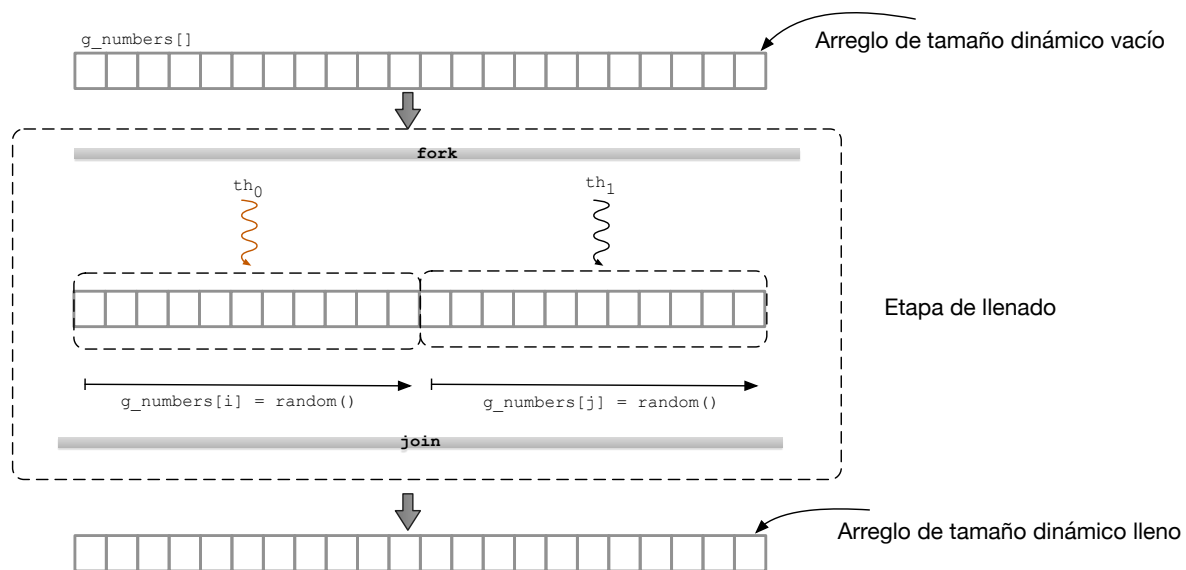 Arreglo de tamaño dinámico vacío
g_numbers[]
fork
th0
th1
Etapa de llenado
g_numbers[i] = random()
g_numbers[j] = random()
join
Arreglo de tamaño dinámico lleno